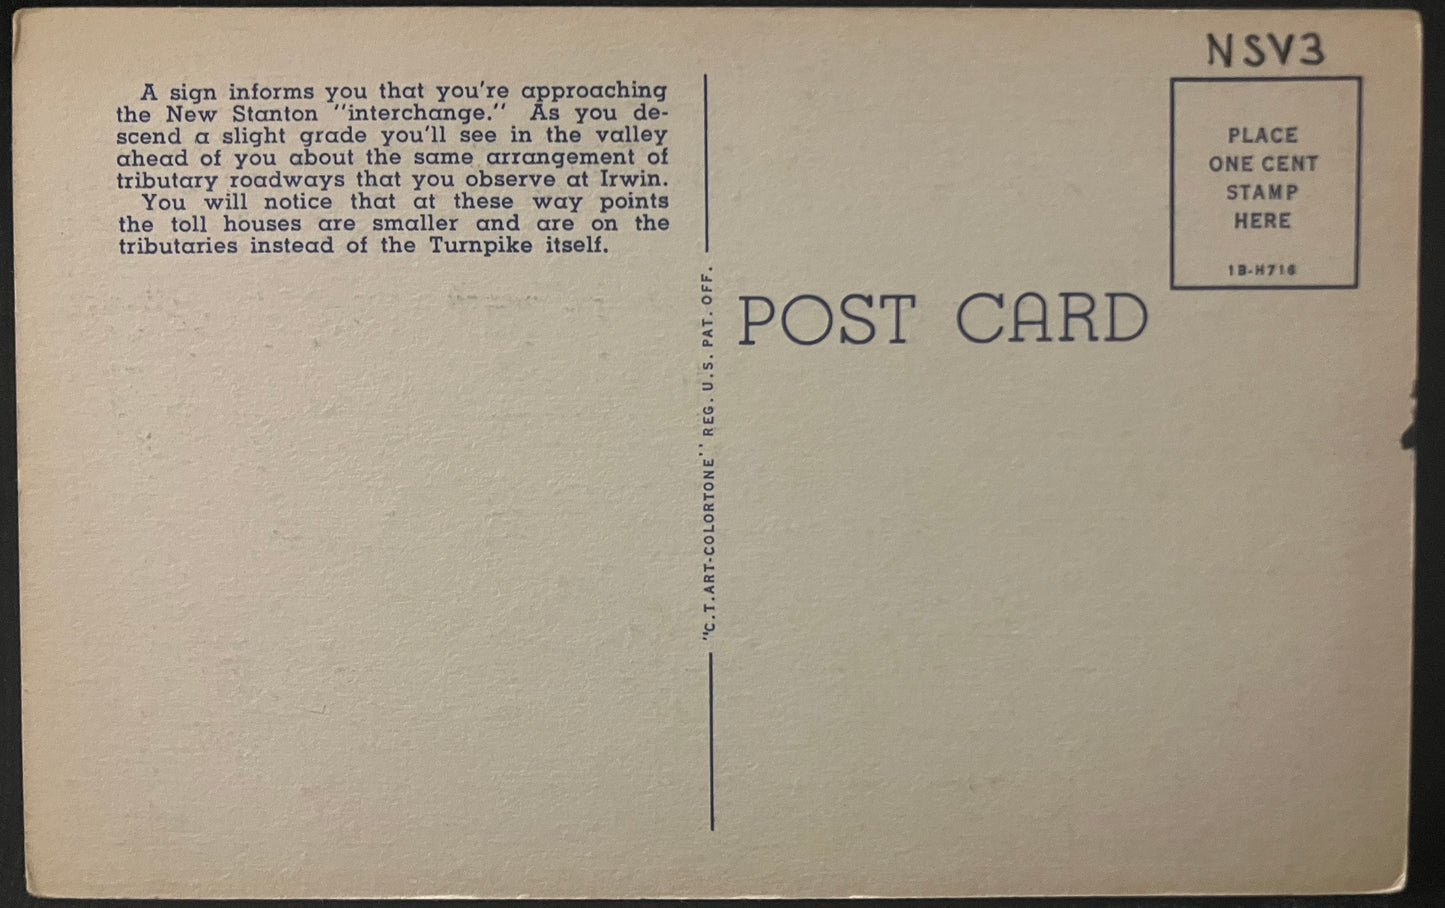 A sign informs you that you're approaching
the New Stanton "interchange." As you de-
scend a slight grade you'll see in the valley
ahead of you about the same arrangement of
tributary roadways that you observe at Irwin.
You will notice that at these way points
the toll houses are smaller and are on the
tributaries instead of the Turnpike itself.
"C.T.ART-COLORTONE" REG. U.S. PAT. OFF.
POST CARD
NSV3
PLACE
ONE CENT
STAMP
HERE
1B-H716